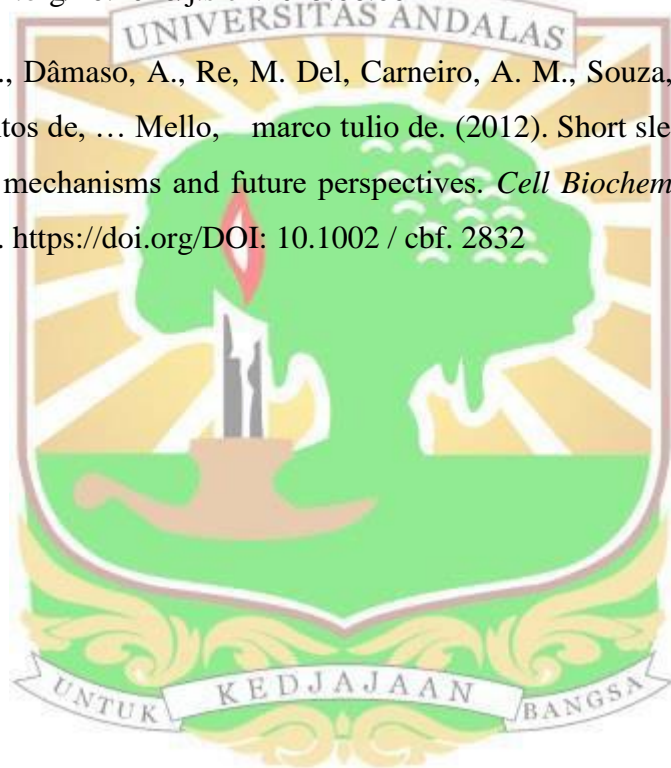 UNIVERSITAS ANDALAS
., Dâmaso, A., Re, M. Del, Carneiro, A. M., Souza,
tos de, … Mello, marco tulio de. (2012). Short sle
mechanisms and future perspectives. Cell Biochem
. https://doi.org/DOI: 10.1002 / cbf. 2832
UNTUK KEDJAJAAN BANGSA